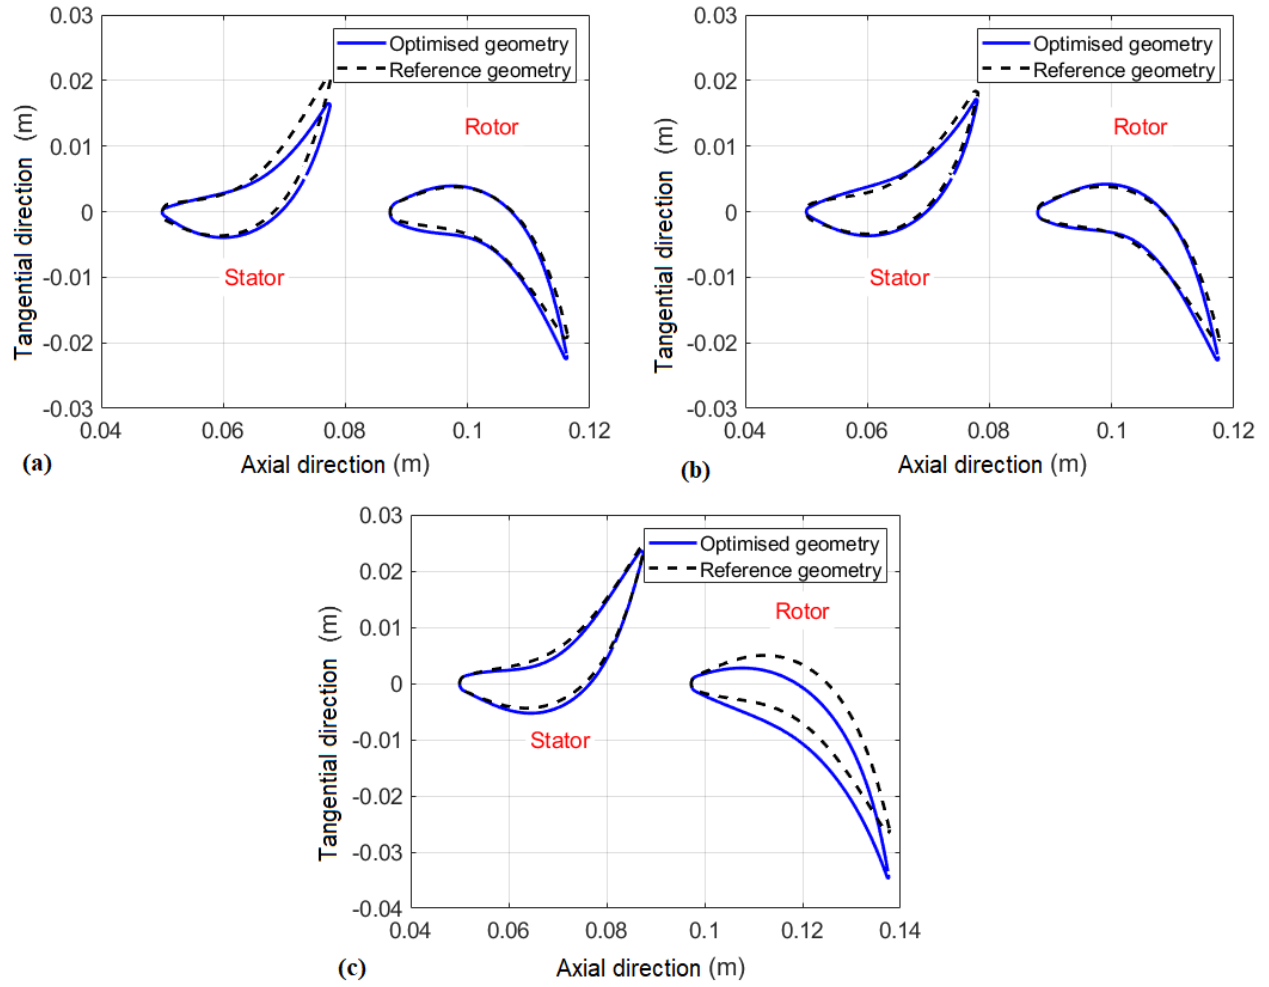 0.03
0.02
0.01
0
-0.01
-0.02
-0.03
0.04
0.06
0.08
0.1
0.12
Tangential direction (m)
Axial direction (m)
Optimised geometry
Reference geometry
Rotor
Stator
(a)
0.03
0.02
0.01
0
-0.01
-0.02
-0.03
0.04
0.06
0.08
0.1
0.12
Tangential direction (m)
Axial direction (m)
Optimised geometry
Reference geometry
Rotor
Stator
(b)
0.03
0.02
0.01
0
-0.01
-0.02
-0.03
-0.04
0.04
0.06
0.08
0.1
0.12
0.14
Tangential direction (m)
Axial direction (m)
Optimised geometry
Reference geometry
Rotor
Stator
(c)